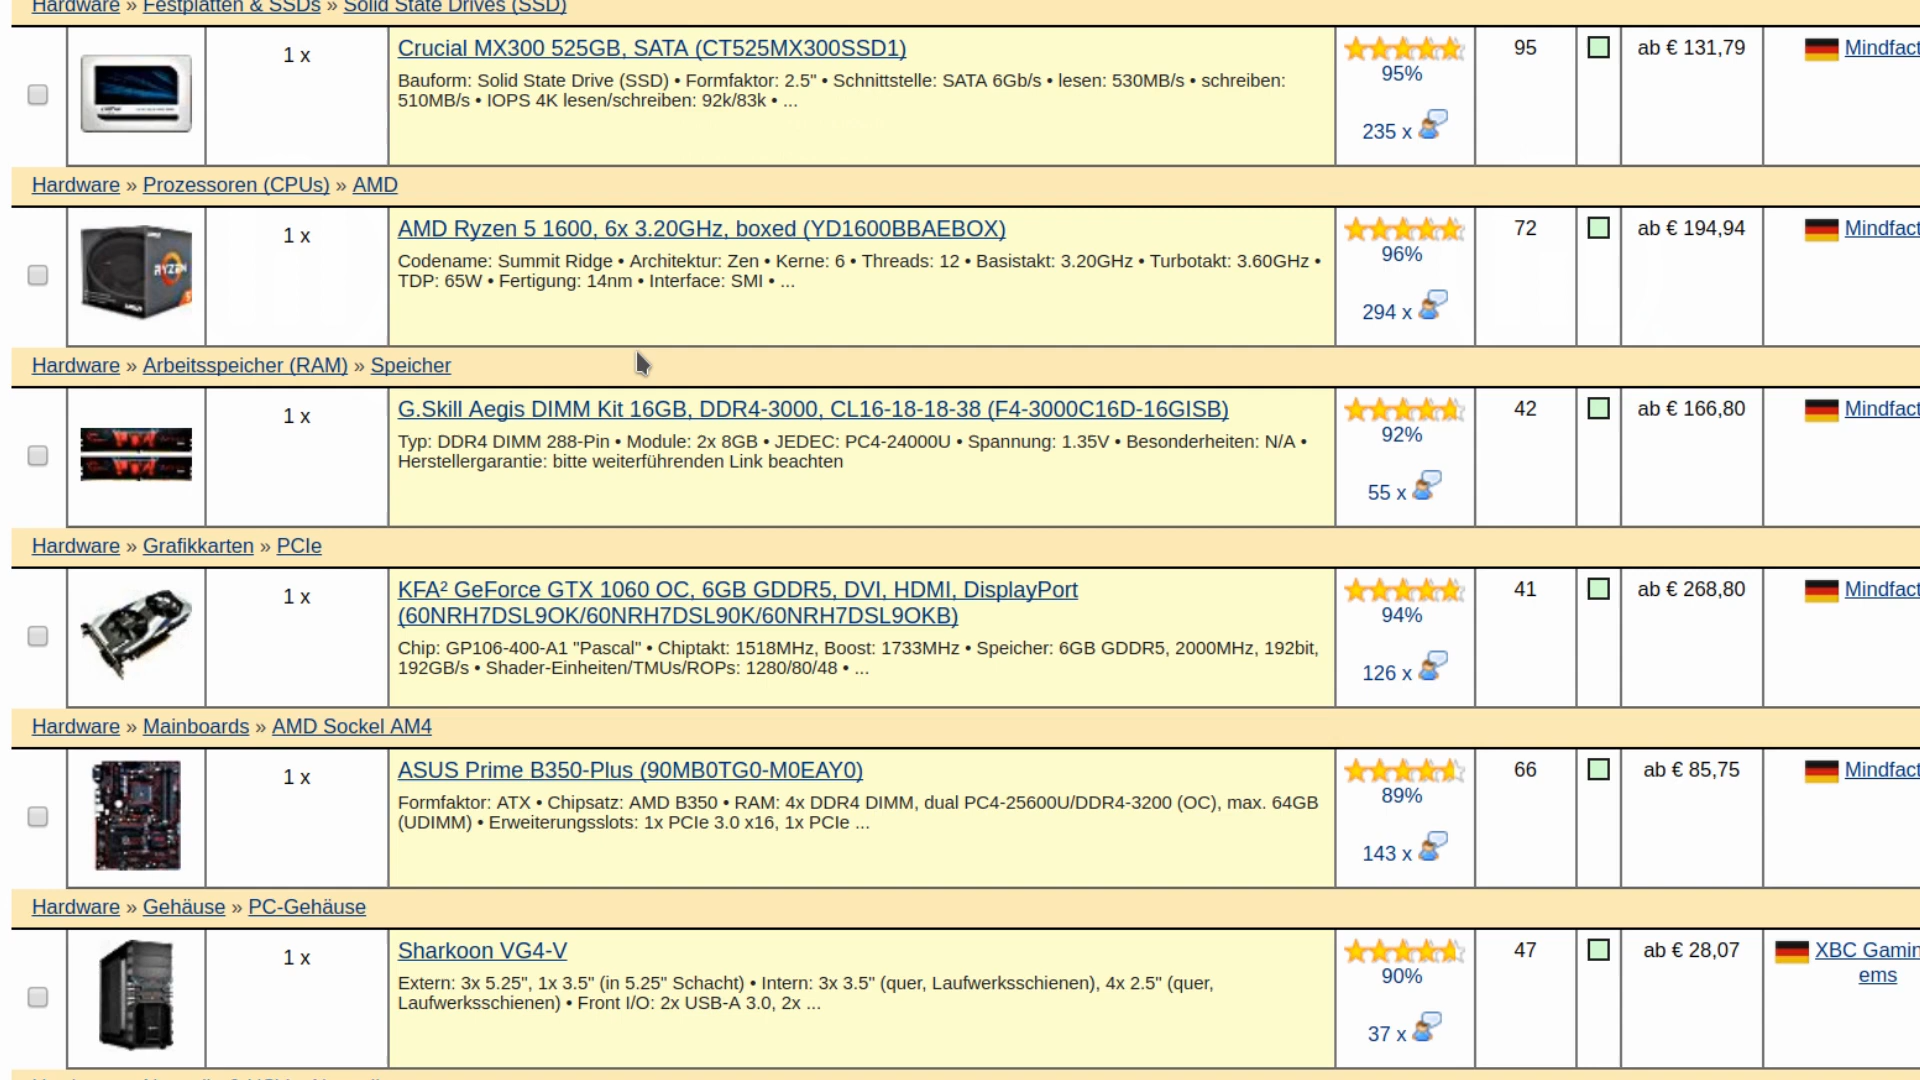 Hardware » Festplatten & SSDs » Solid State Drives (SSD)
1 x
Crucial MX300 525GB, SATA (CT525MX300SSD1)
Bauform: Solid State Drive (SSD) • Formfaktor: 2.5" • Schnittstelle: SATA 6Gb/s • lesen: 530MB/s • schreiben:
510MB/s • IOPS 4K lesen/schreiben: 92k/83k • ...
95%
235 x
95
ab € 131,79
Mindfact
Hardware » Prozessoren (CPUs) » AMD
RYZEN
1 x
AMD Ryzen 5 1600, 6x 3.20GHz, boxed (YD1600BBAEBOX)
Codename: Summit Ridge • Architektur: Zen • Kerne: 6 • Threads: 12 • Basistakt: 3.20GHz • Turbotakt: 3.60GHz •
TDP: 65W • Fertigung: 14nm • Interface: SMI • ...
96%
294 x
72
ab € 194,94
Mindfact
Hardware » Arbeitsspeicher (RAM) » Speicher
1 x
G.Skill Aegis DIMM Kit 16GB, DDR4-3000, CL16-18-18-38 (F4-3000C16D-16GISB)
Typ: DDR4 DIMM 288-Pin • Module: 2x 8GB • JEDEC: PC4-24000U • Spannung: 1.35V • Besonderheiten: N/A •
Herstellergarantie: bitte weiterführenden Link beachten
92%
55 x
42
ab € 166,80
Mindfact
Hardware » Grafikkarten » PCIe
1 x
KFA² GeForce GTX 1060 OC, 6GB GDDR5, DVI, HDMI, DisplayPort
(60NRH7DSL9OK/60NRH7DSL90K/60NRH7DSL9OKB)
Chip: GP106-400-A1 "Pascal" • Chiptakt: 1518MHz, Boost: 1733MHz • Speicher: 6GB GDDR5, 2000MHz, 192bit,
192GB/s • Shader-Einheiten/TMUs/ROPs: 1280/80/48 • ...
94%
126 x
41
ab € 268,80
Mindfact
Hardware » Mainboards » AMD Sockel AM4
1 x
ASUS Prime B350-Plus (90MB0TG0-M0EAY0)
Formfaktor: ATX • Chipsatz: AMD B350 • RAM: 4x DDR4 DIMM, dual PC4-25600U/DDR4-3200 (OC), max. 64GB
(UDIMM) • Erweiterungsslots: 1x PCIe 3.0 x16, 1x PCIe ...
89%
143 x
66
ab € 85,75
Mindfact
Hardware » Gehäuse » PC-Gehäuse
1 x
Sharkoon VG4-V
Extern: 3x 5.25", 1x 3.5" (in 5.25" Schacht) • Intern: 3x 3.5" (quer, Laufwerksschienen), 4x 2.5" (quer,
Laufwerksschienen) • Front I/O: 2x USB-A 3.0, 2x ...
90%
37 x
47
ab € 28,07
XBC Gamin
ems